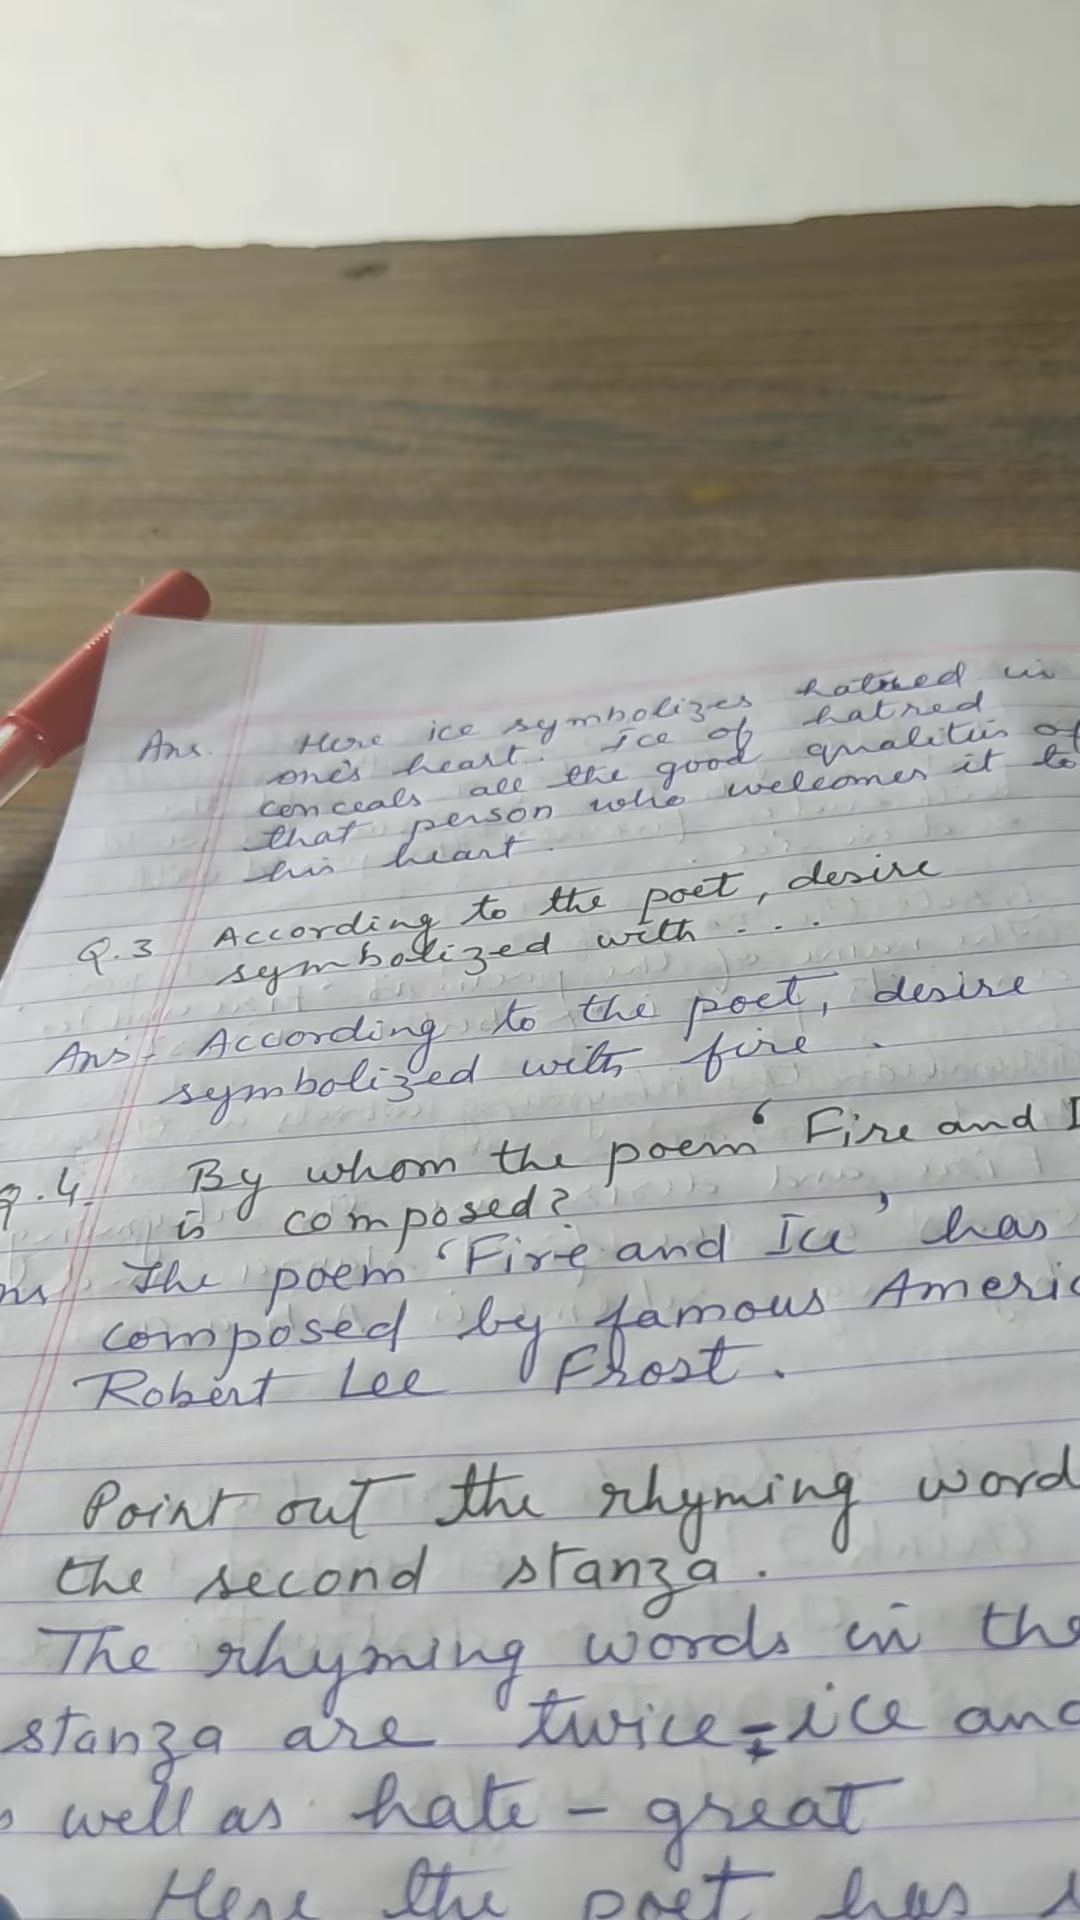 Ans. Here ice symbolizes hatred in
one's heart. Ice of hatred
conceals all the good qualities of
that person who welcomes it to
his heart.
Q.3 According to the poet, desire
symbolized with ...
Ans. According to the poet, desire
symbolized with fire.
Q.4. By whom the poem 'Fire and I
is composed?
ns The poem 'Fire and Ice' has
composed by famous Americ
Robert Lee Frost.
Point out the rhyming word
the second stanza.
The rhyming words in the
stanza are twice-ice and
s well as hate - great
Here the poet has